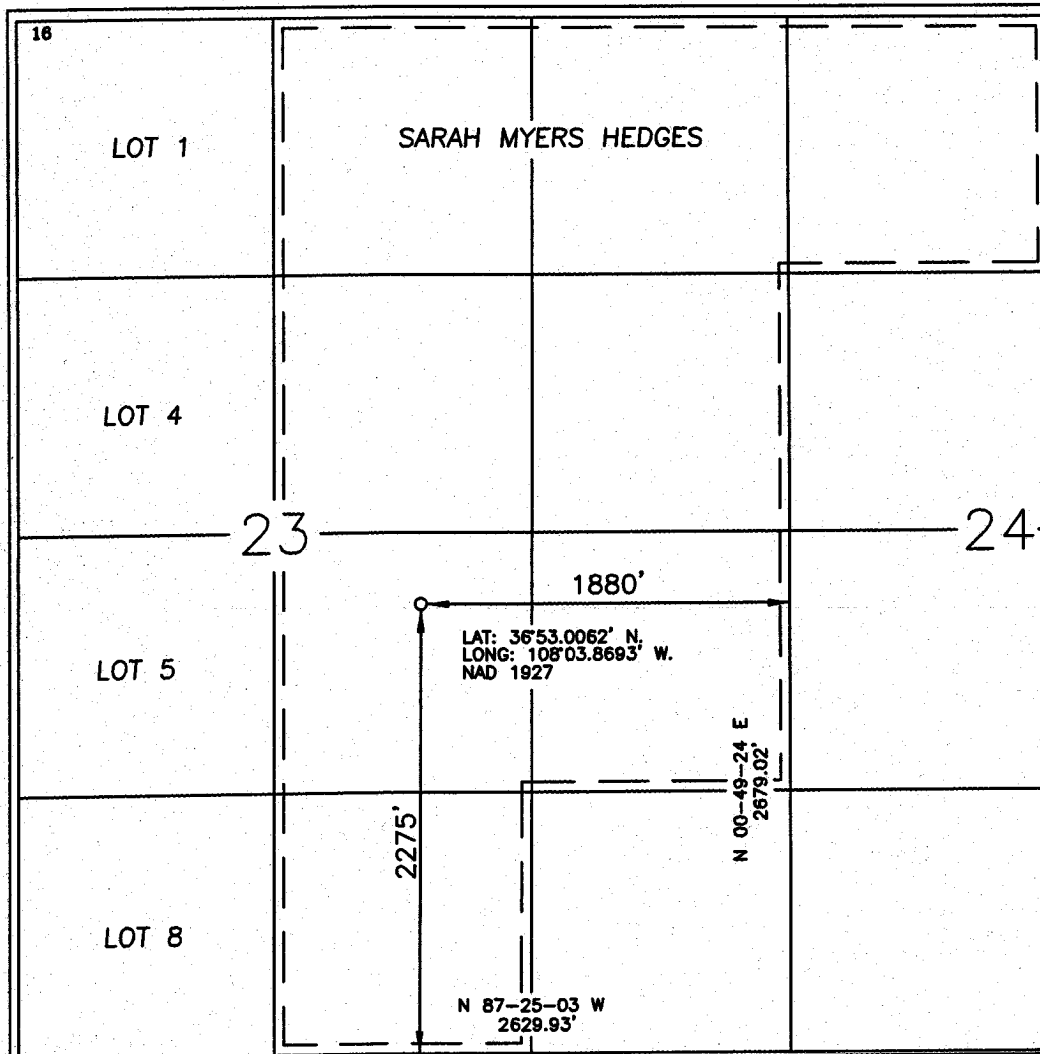 16
LOT 1
SARAH MYERS HEDGES
LOT 4
23
24
1880'
LAT: 36°53.0062' N.
LONG: 108°03.8693' W.
NAD 1927
LOT 5
N 00-49-24 E
2679.02'
2275'
LOT 8
N 87-25-03 W
2629.93'